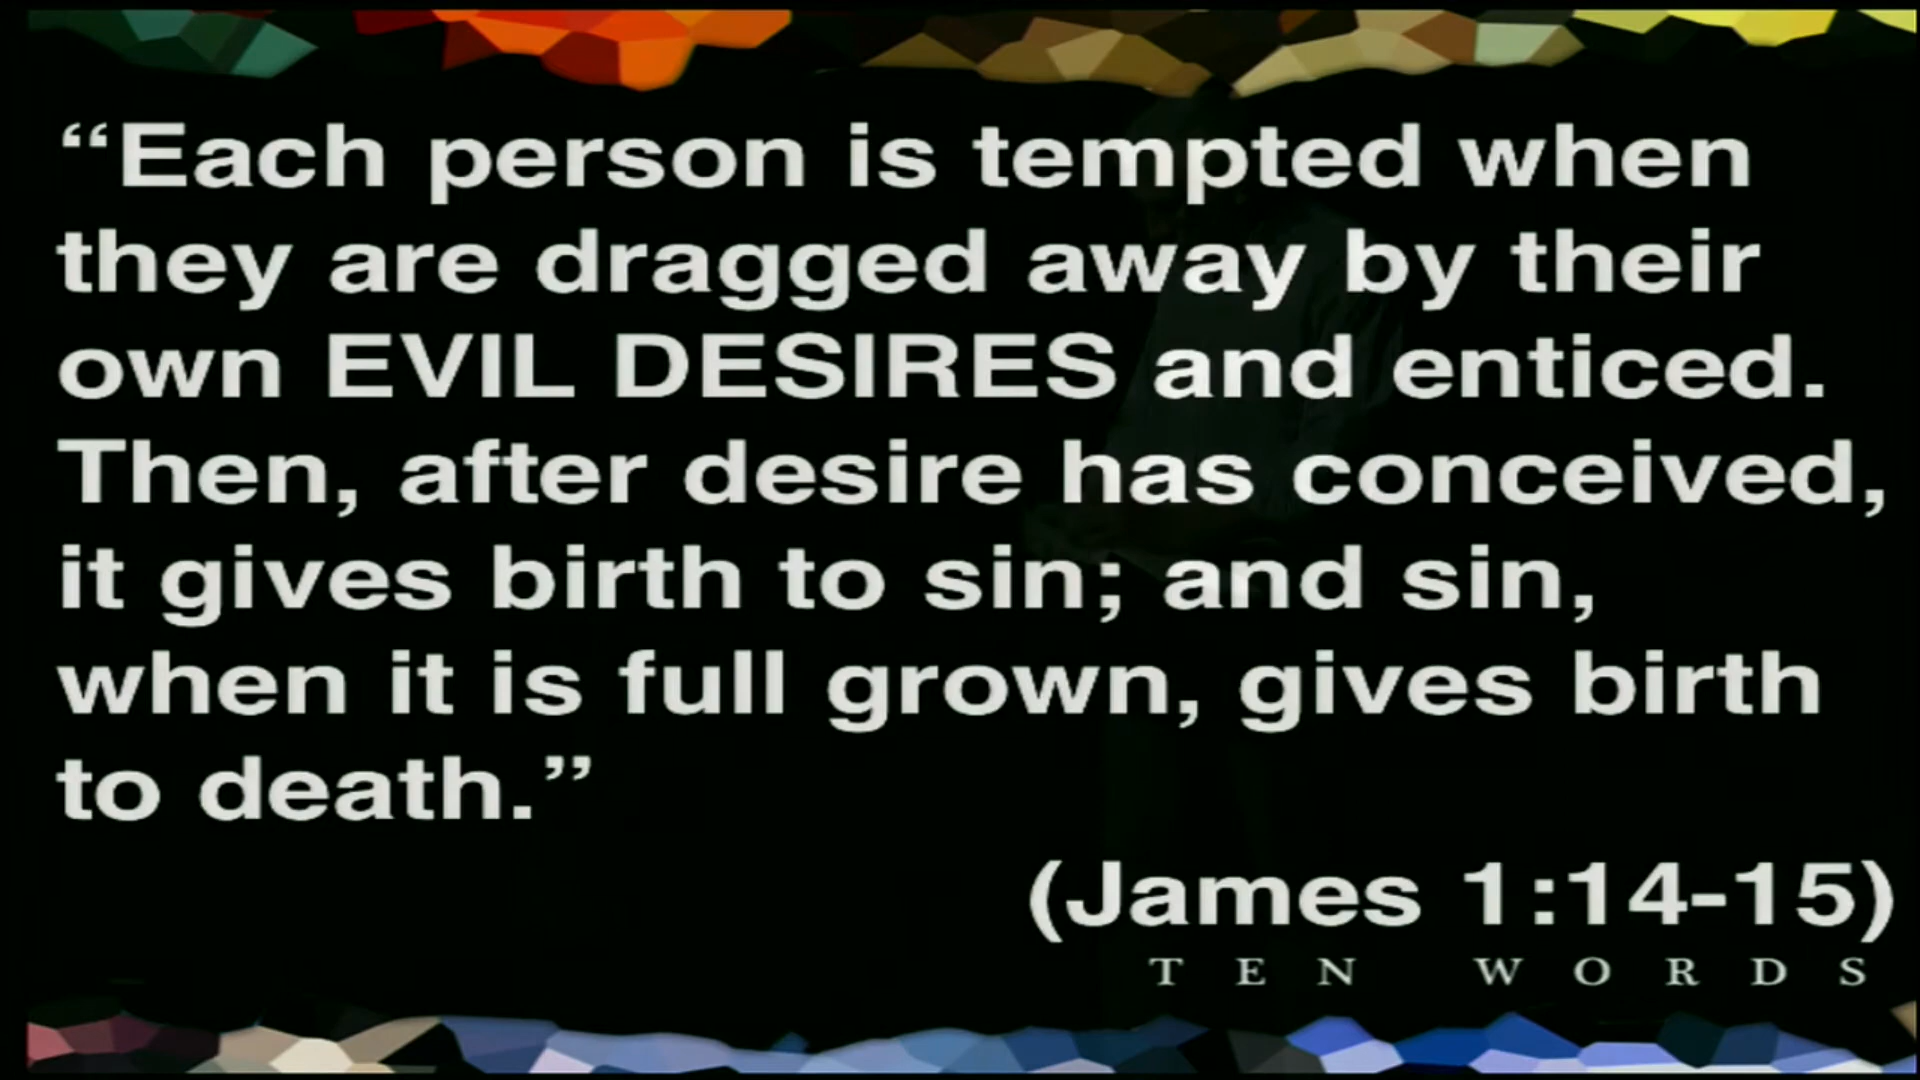 “Each person is tempted when
they are dragged away by their
own EVIL DESIRES and enticed.
Then, after desire has conceived,
it gives birth to sin; and sin,
when it is full grown, gives birth
to death.”
(James 1:14-15)
TEN WORDS